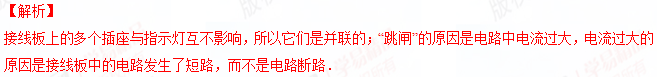 【解析】
接线板上的多个插座与指示灯互不影响，所以它们是并联的；“跳闸”的原因是电路中电流过大，电流过大的
原因是接线板中的电路发生了短路，而不是电路断路．